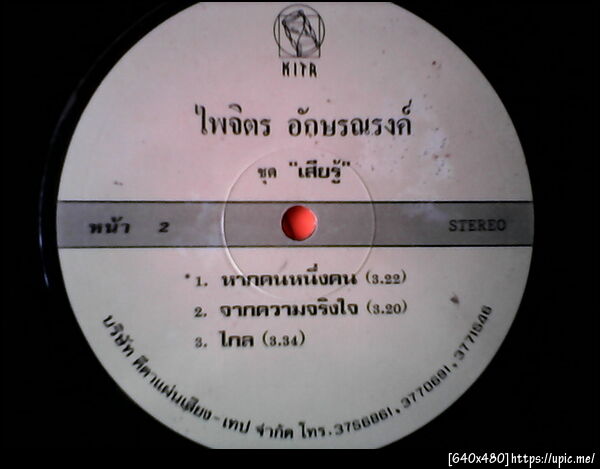 KITA
ไพจิตร อักษรณรงค์
ชุด "เสียรู้"
หน้า 2 STEREO
1. หากคนหนึ่งคน (3.22)
2. จากความจริงใจ (3.20)
3. ไกล (3.34)
บริษัท คีตาแผ่นเสียง - เทป จำกัด โทร. 3756861, 3770691, 3771546
[640x480]https://upic.me/